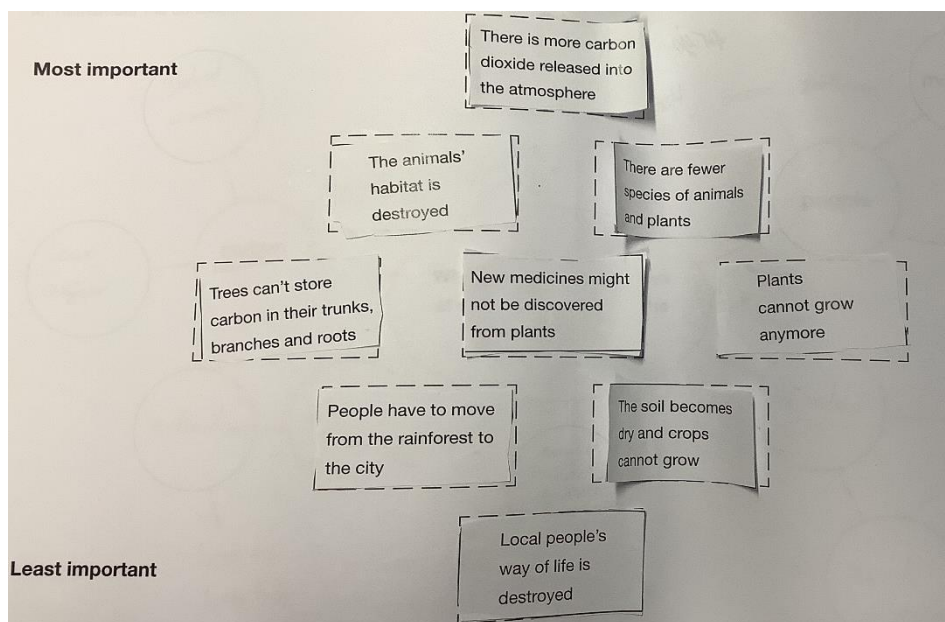 Most important
There is more carbon
dioxide released into
the atmosphere
The animals'
habitat is
destroyed
There are fewer
species of animals
and plants
Trees can't store
carbon in their trunks,
branches and roots
New medicines might
not be discovered
from plants
Plants
cannot grow
anymore
People have to move
from the rainforest to
the city
The soil becomes
dry and crops
cannot grow
Least important
Local people's
way of life is
destroyed